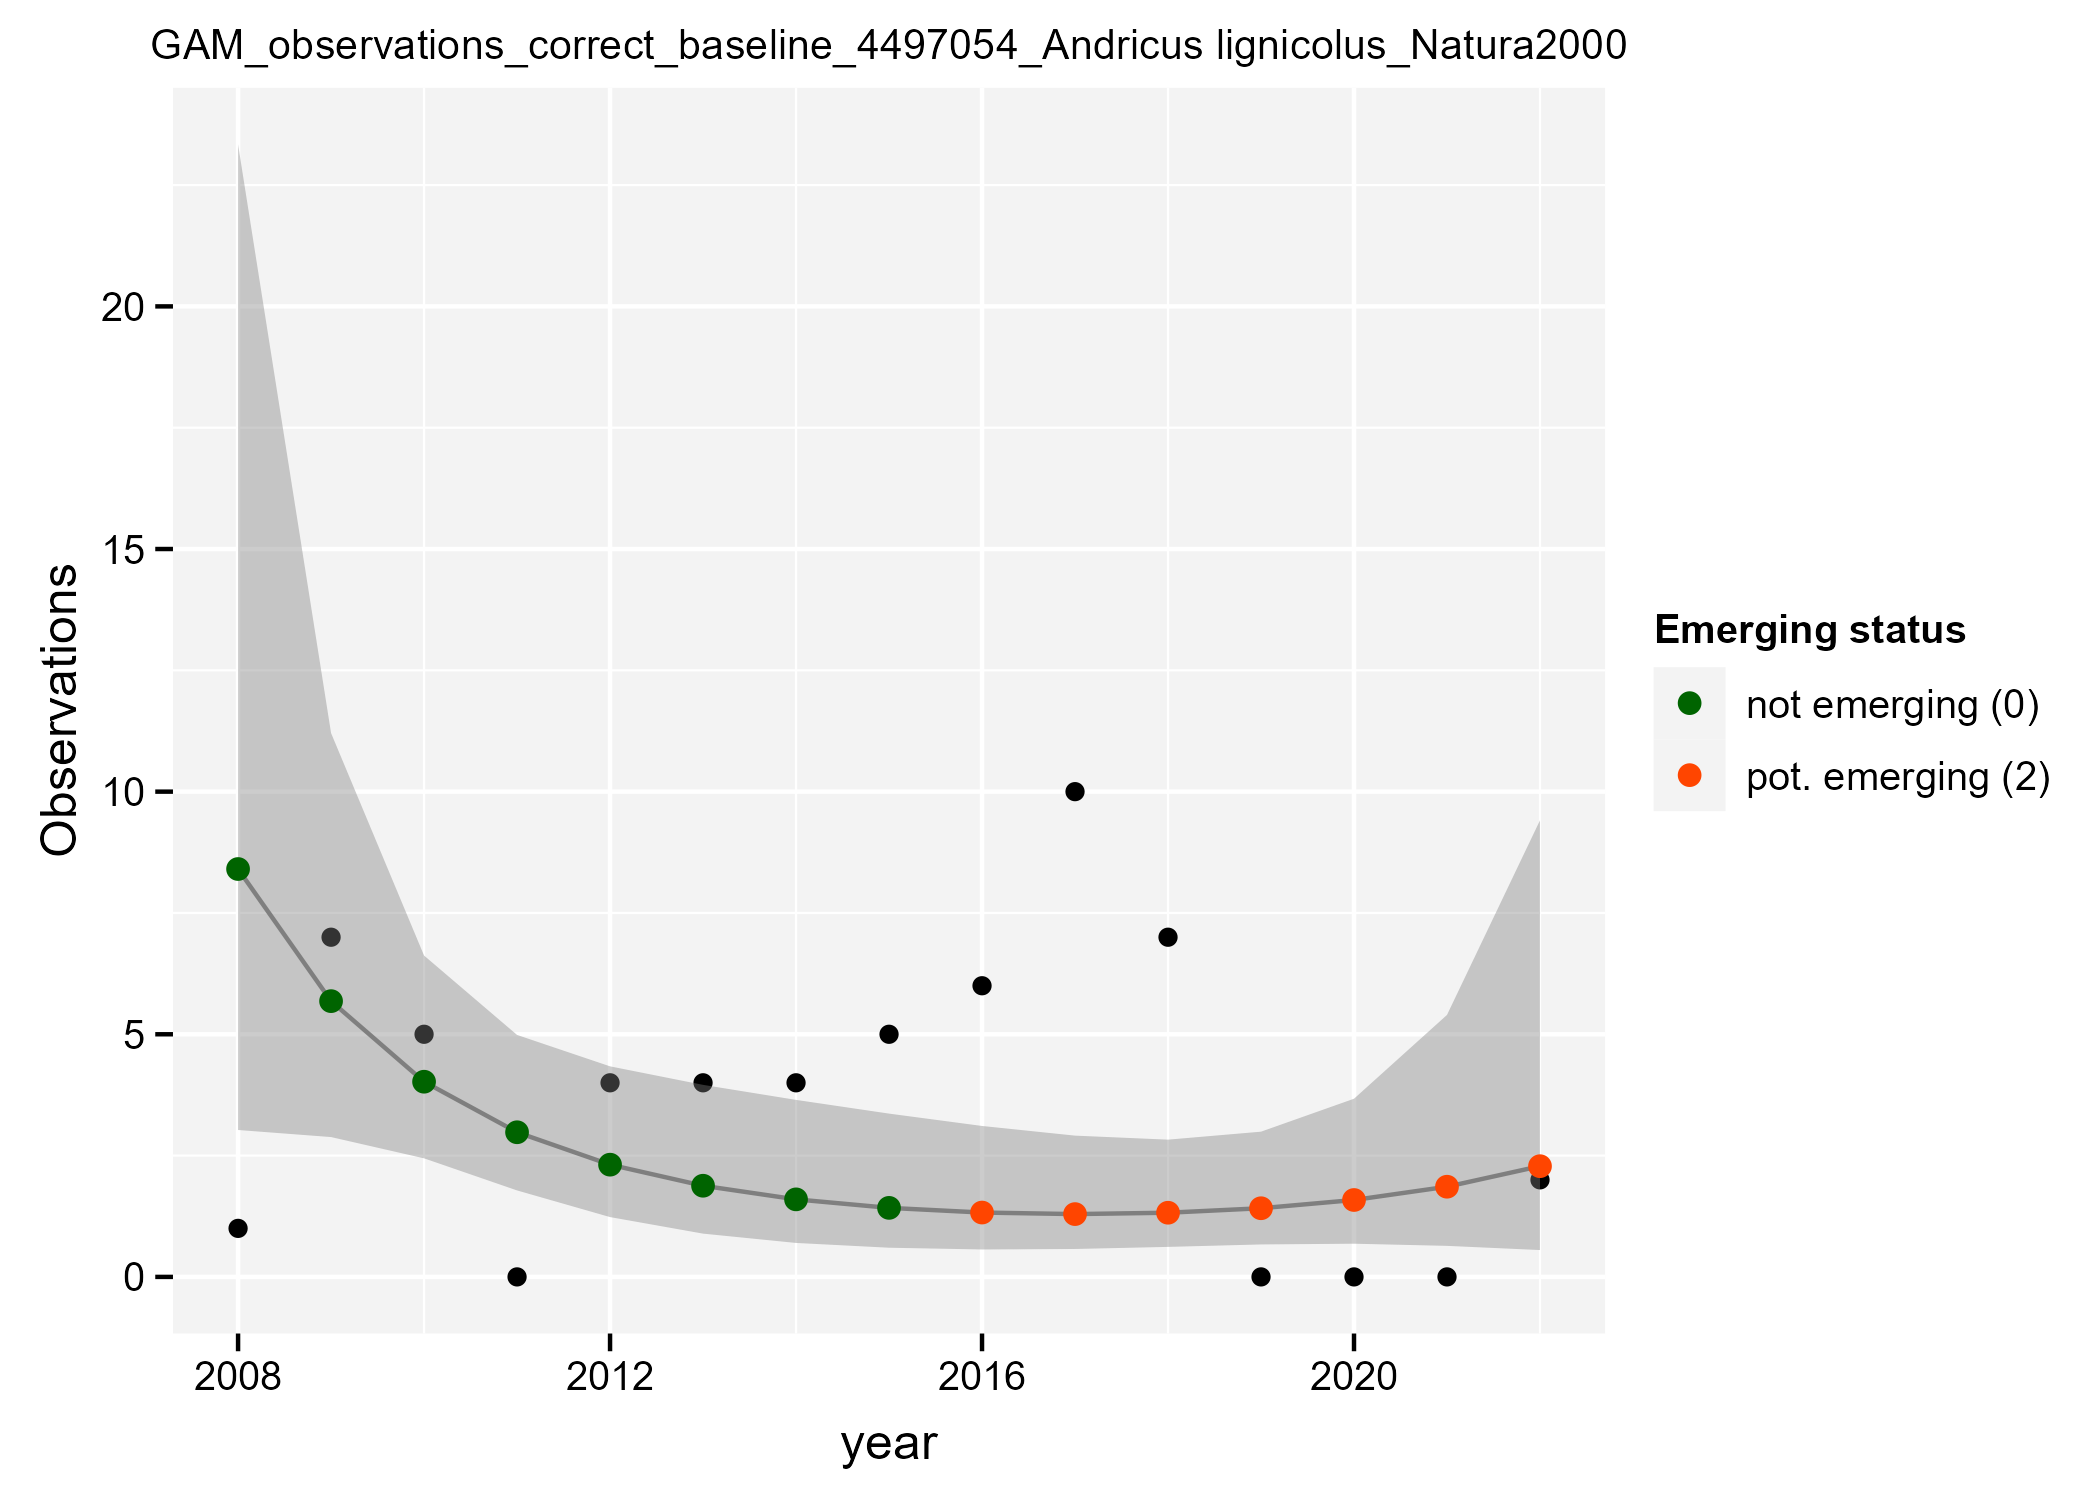 GAM_observations_correct_baseline_4497054_Andricus lignicolus_Natura2000
20
15
10
5
0
Observations
2008
2012
2016
2020
year
Emerging status
not emerging (0)
pot. emerging (2)